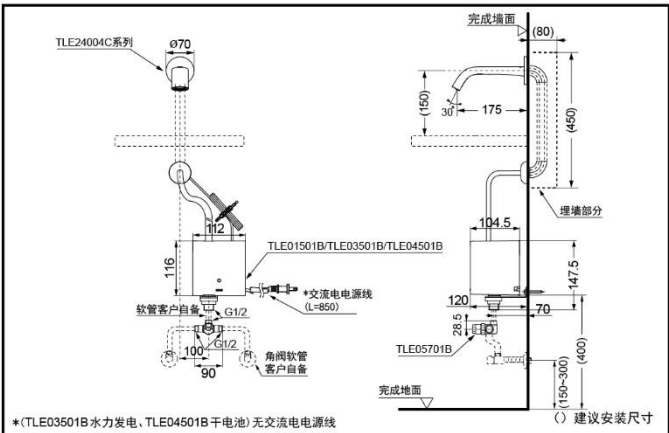 TLE24004C系列
Ø70
112
116
TLE01501B/TLE03501B/TLE04501B
*交流电电源线
(L=850)
软管客户自备
G1/2
G1/2
100
90
角阀软管
客户自备
*(TLE03501B水力发电、TLE04501B干电池)无交流电电源线
完成墙面
(80)
(150)
30°
175
(450)
埋墙部分
104.5
147.5
120
70
28.5
TLE05701B
(400)
(150~300)
完成地面
()建议安装尺寸